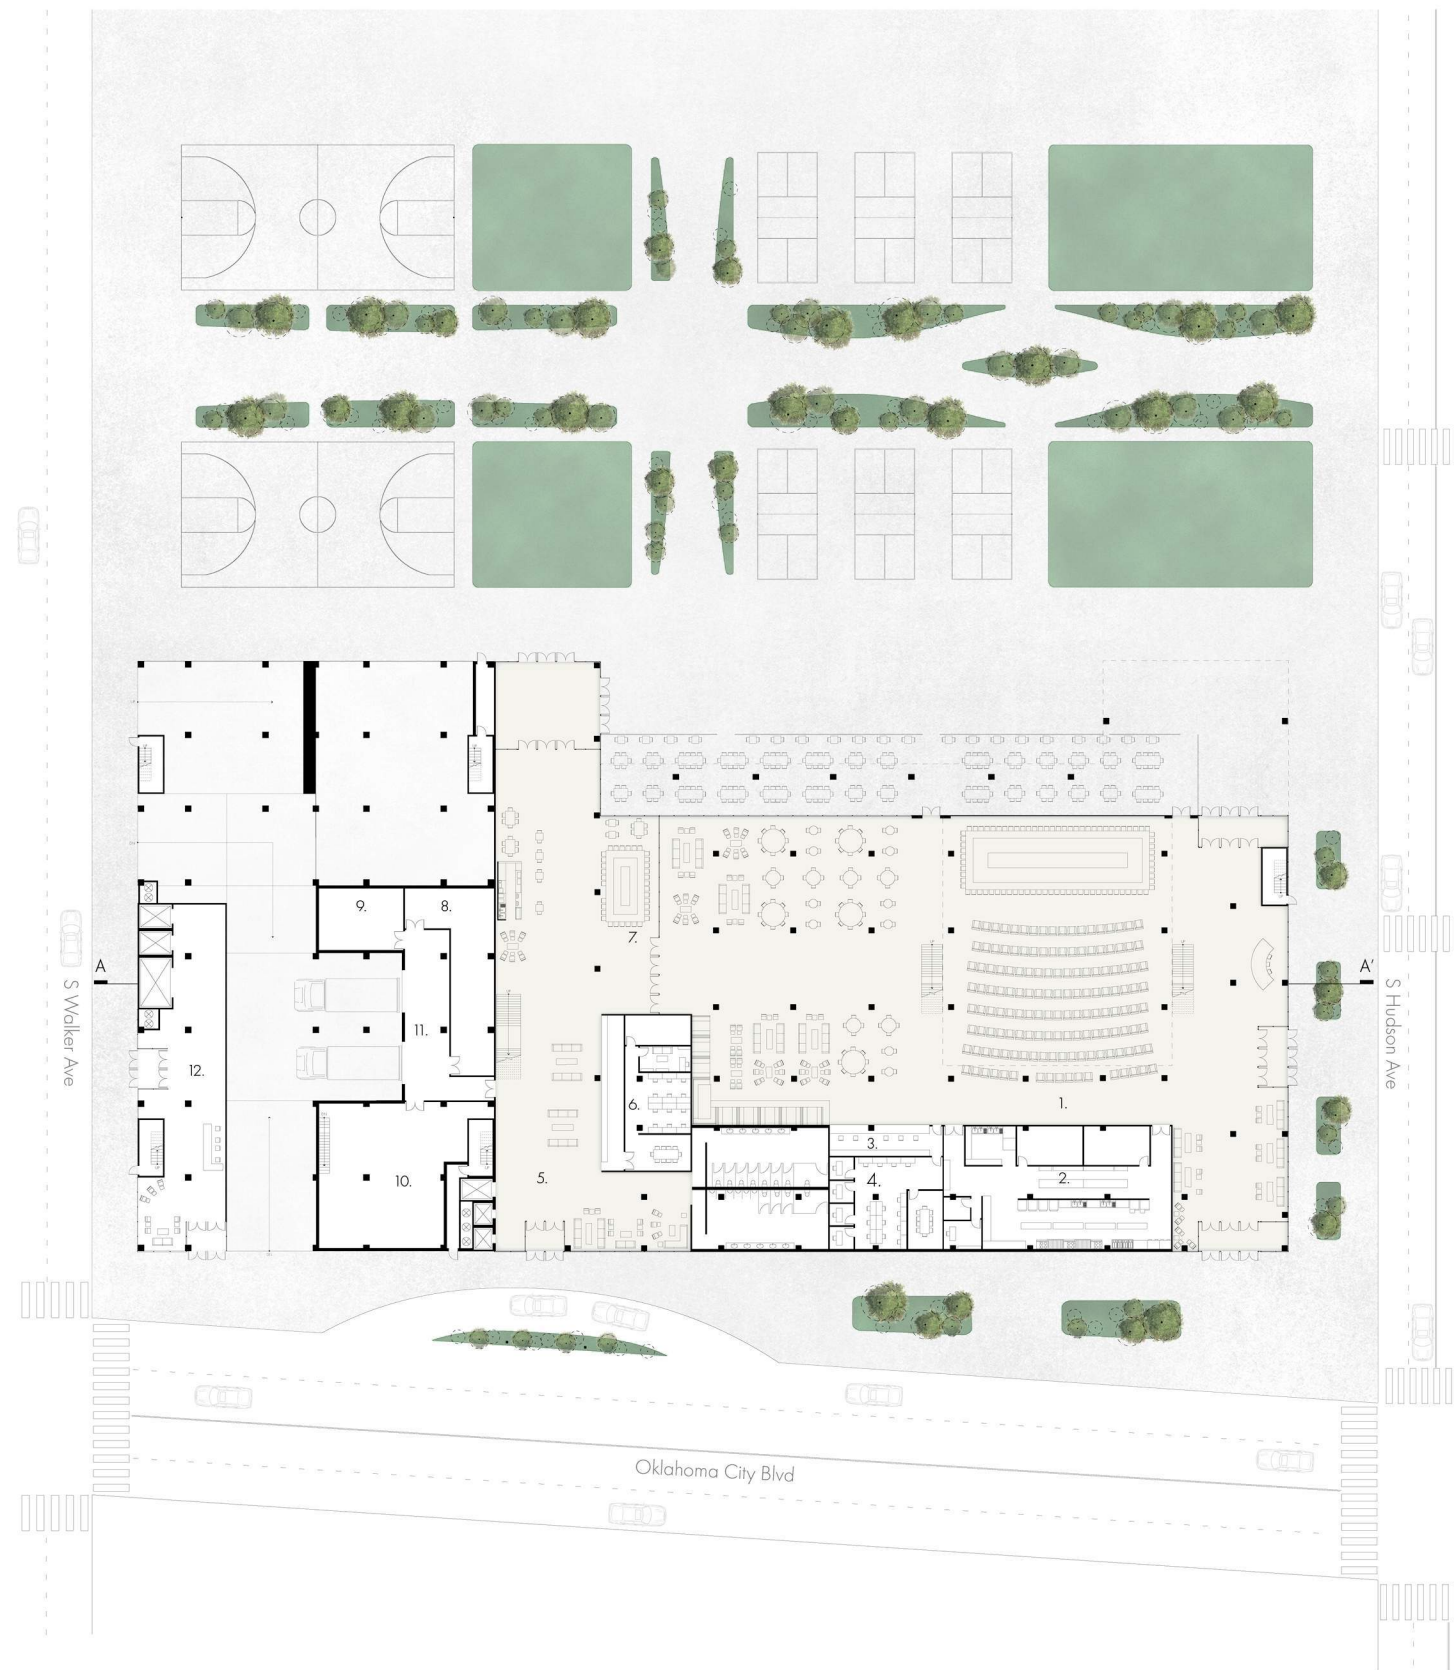 9.
8.
7.
A
A'
S Walker Ave
S Hudson Ave
11.
12.
6.
1.
3.
2.
4.
5.
10.
Oklahoma City Blvd